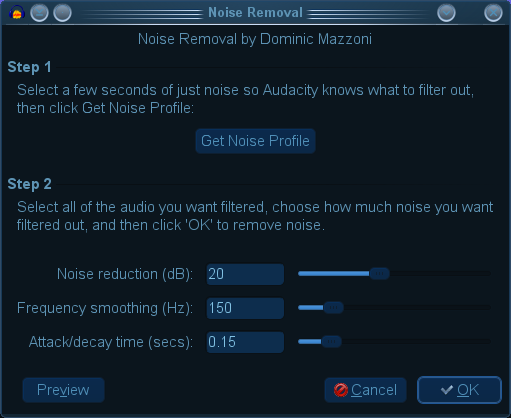 Noise Removal
Noise Removal by Dominic Mazzoni
Step 1
Select a few seconds of just noise so Audacity knows what to filter out,
then click Get Noise Profile:
Get Noise Profile
Step 2
Select all of the audio you want filtered, choose how much noise you want
filtered out, and then click 'OK' to remove noise.
Noise reduction (dB): 20
Frequency smoothing (Hz): 150
Attack/decay time (secs): 0.15
Preview Cancel OK